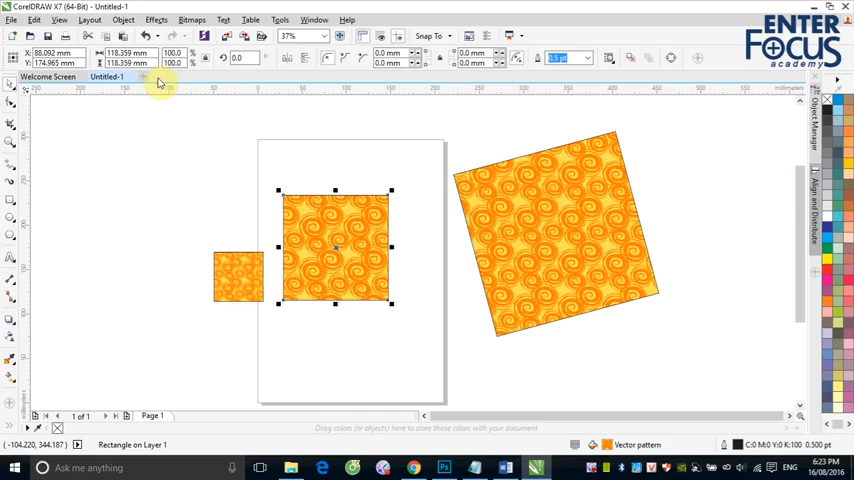 CorelDRAW X7 (64-Bit) - Untitled-1
File Edit View Layout Object Effects Bitmaps Text Table Tools Window Help
37% Snap To
X: 88.092 mm 118.359 mm 100.0 % 0.0 0.0 mm 0.0 mm 0.5 pt
Y: 174.965 mm 118.359 mm 100.0 % 0.0 mm 0.0 mm
Welcome Screen Untitled-1
ENTER
FOCUS
academy
millimeters
Object Manager
Align and Distribute
1 of 1 Page 1
Drag colors (or objects) here to store these colors with your document
(-104.220, 344.187) Rectangle on Layer 1 Vector pattern C:0 M:0 Y:0 K:100 0.500 pt
Ask me anything
ENG
6:23 PM
16/08/2016